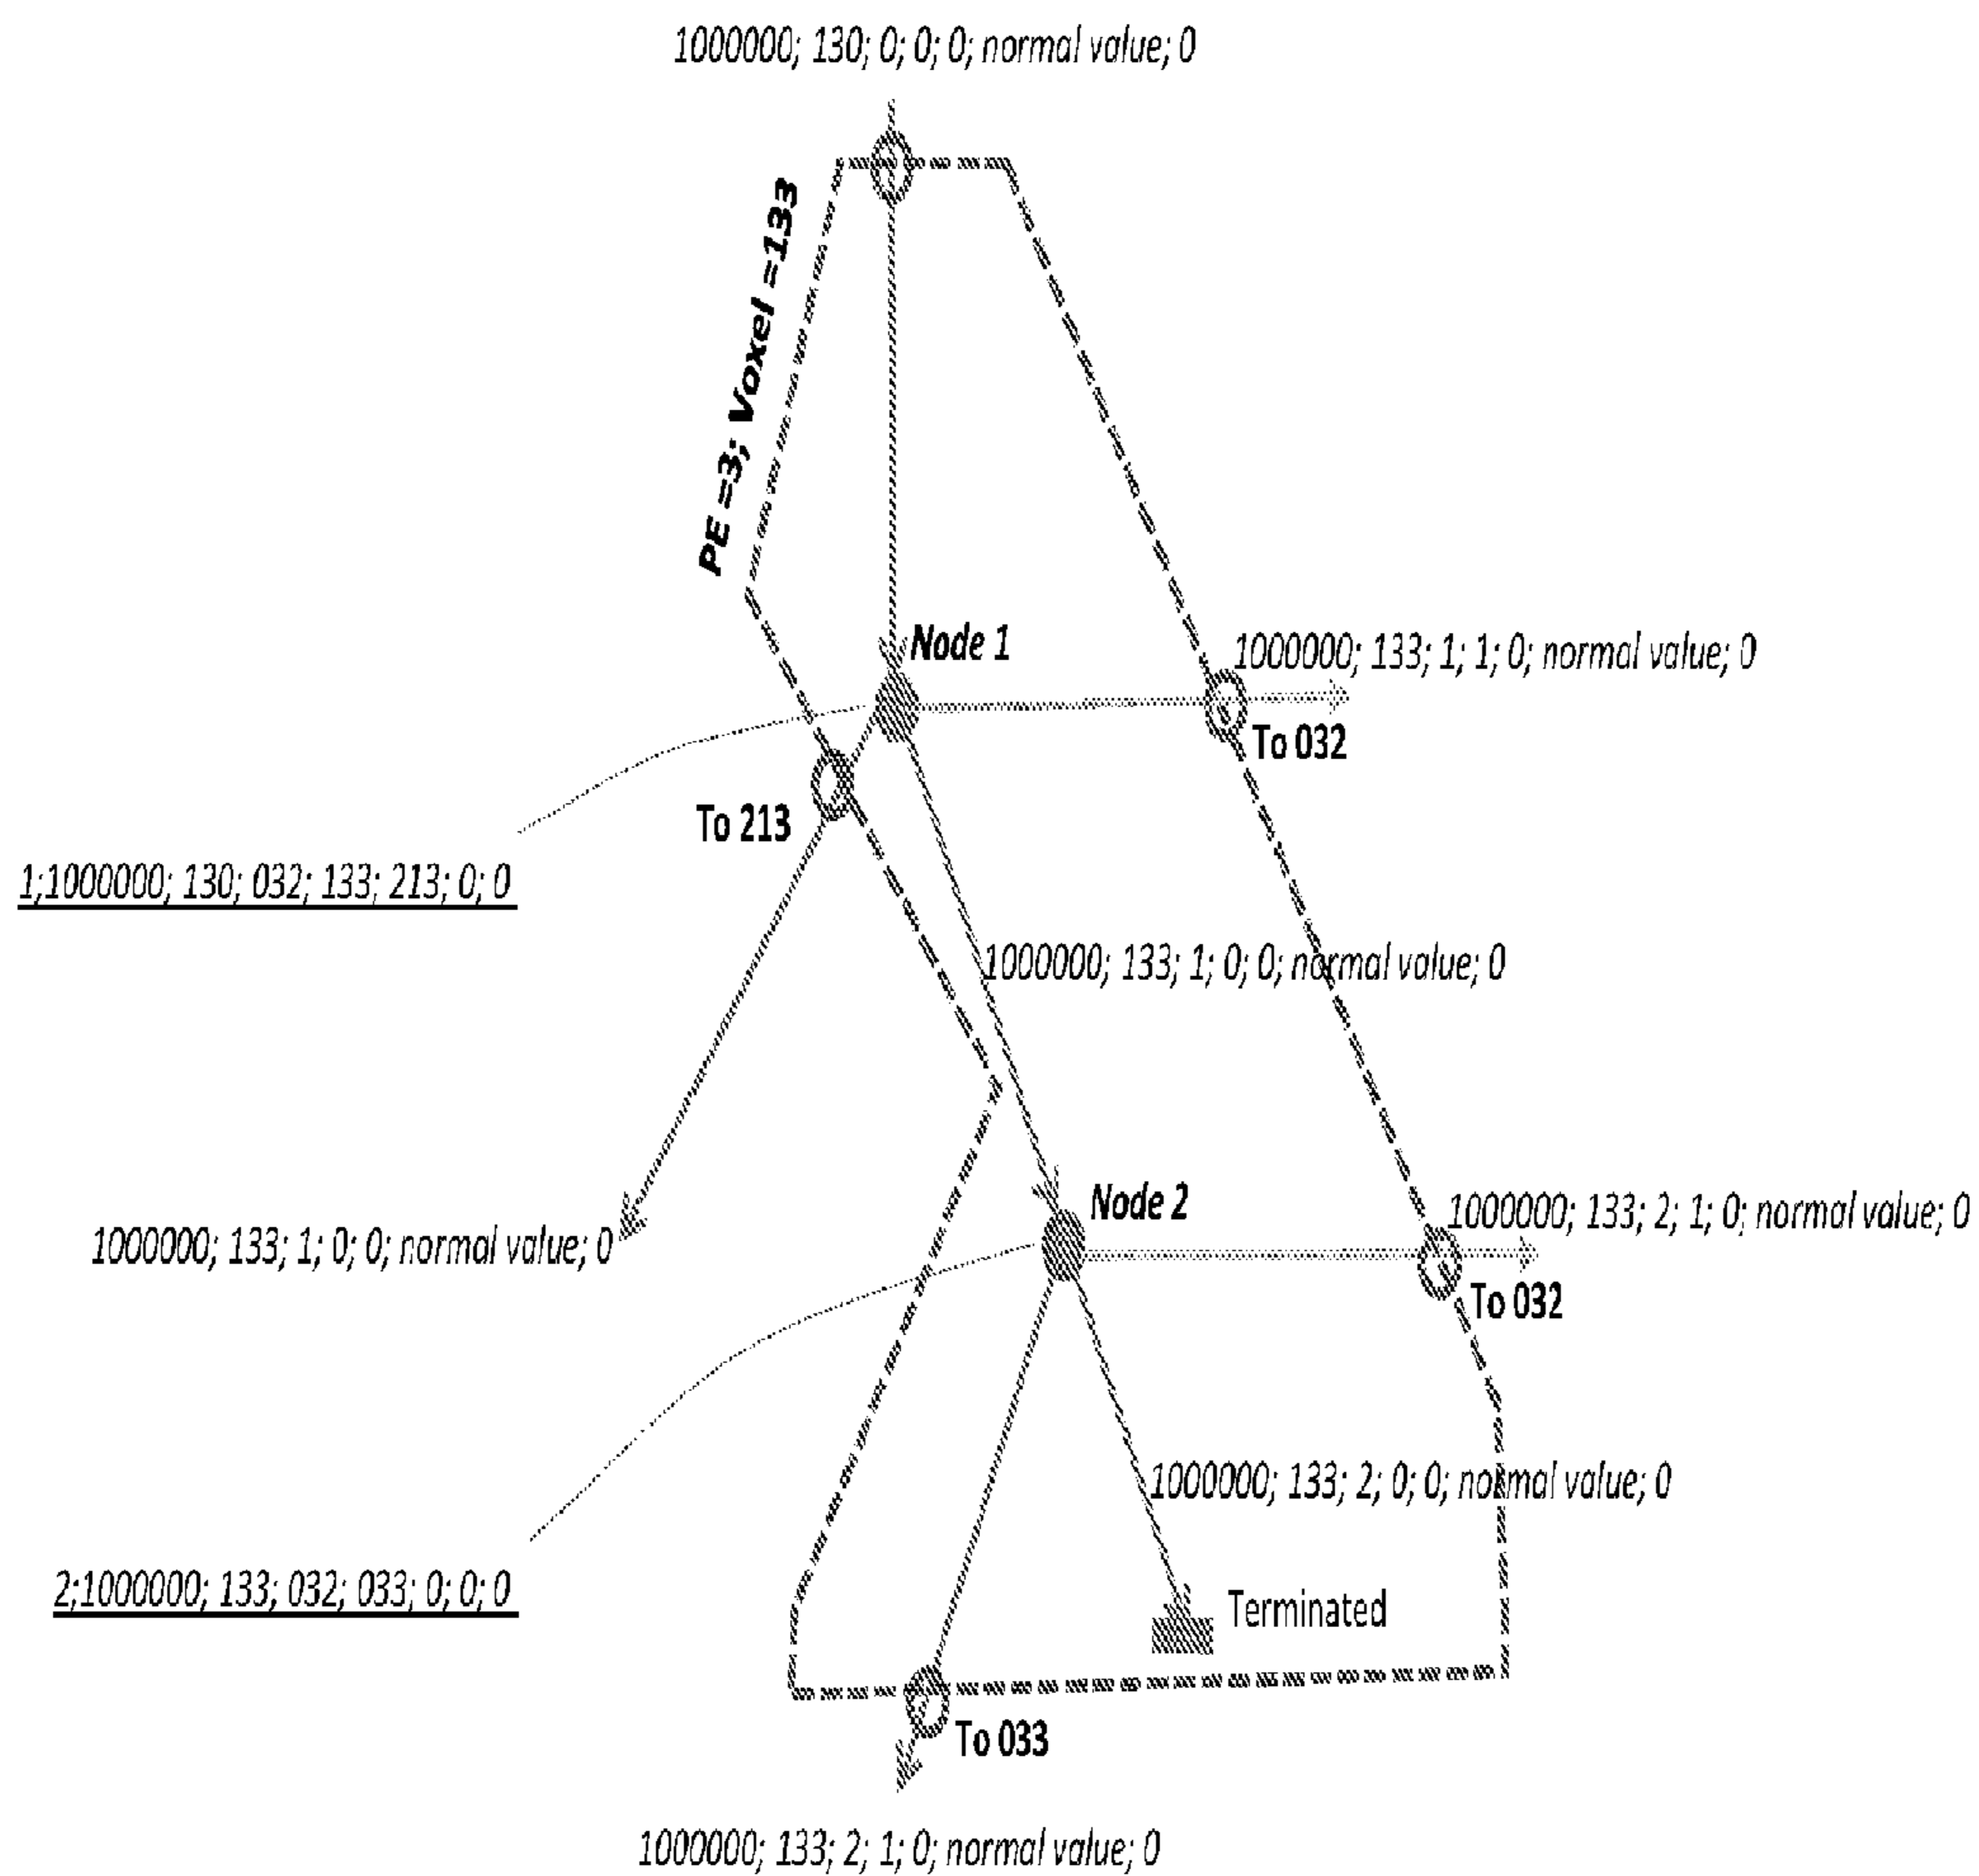 1000000; 130; 0; 0; 0; normal value; 0
PE =3; Voxel =133
Node 1
1000000; 133; 1; 1; 0; normal value; 0
To 032
To 213
1;1000000; 130; 032; 133; 213; 0; 0
1000000; 133; 1; 0; 0; normal value; 0
Node 2
1000000; 133; 2; 1; 0; normal value; 0
1000000; 133; 1; 0; 0; normal value; 0
To 032
1000000; 133; 2; 0; 0; normal value; 0
2;1000000; 133; 032; 033; 0; 0; 0
Terminated
To 033
1000000; 133; 2; 1; 0; normal value; 0